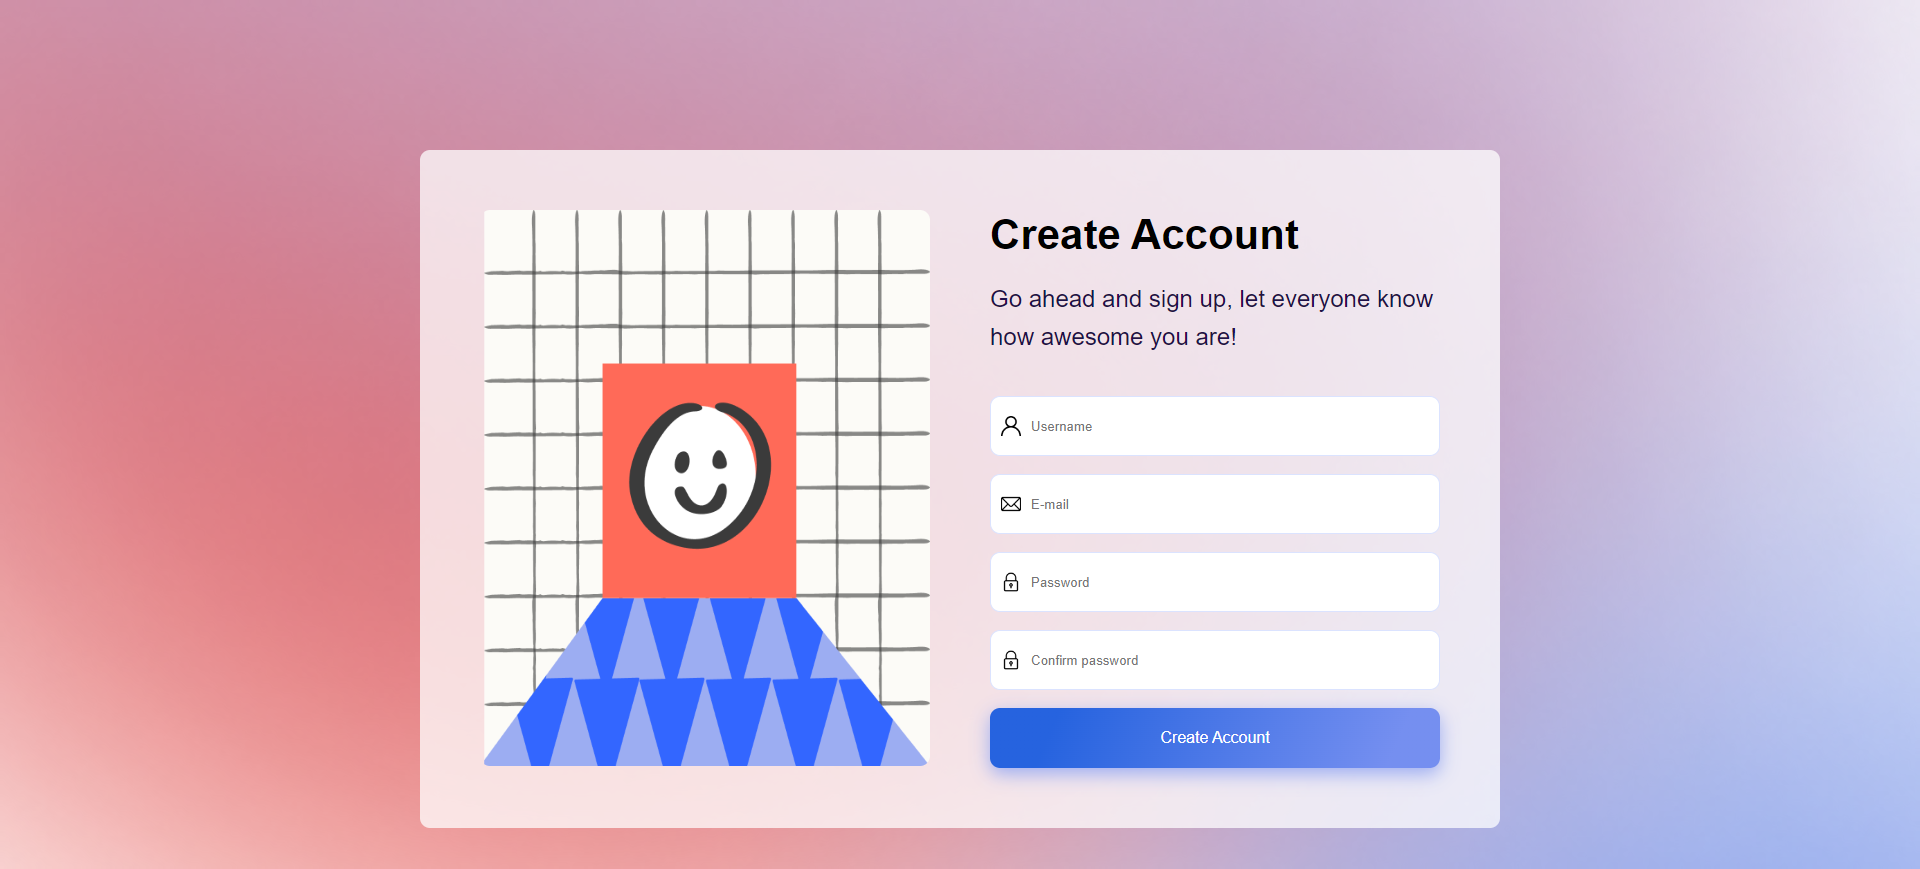 Create Account
Go ahead and sign up, let everyone know
how awesome you are!
Username
E-mail
Password
Confirm password
Create Account